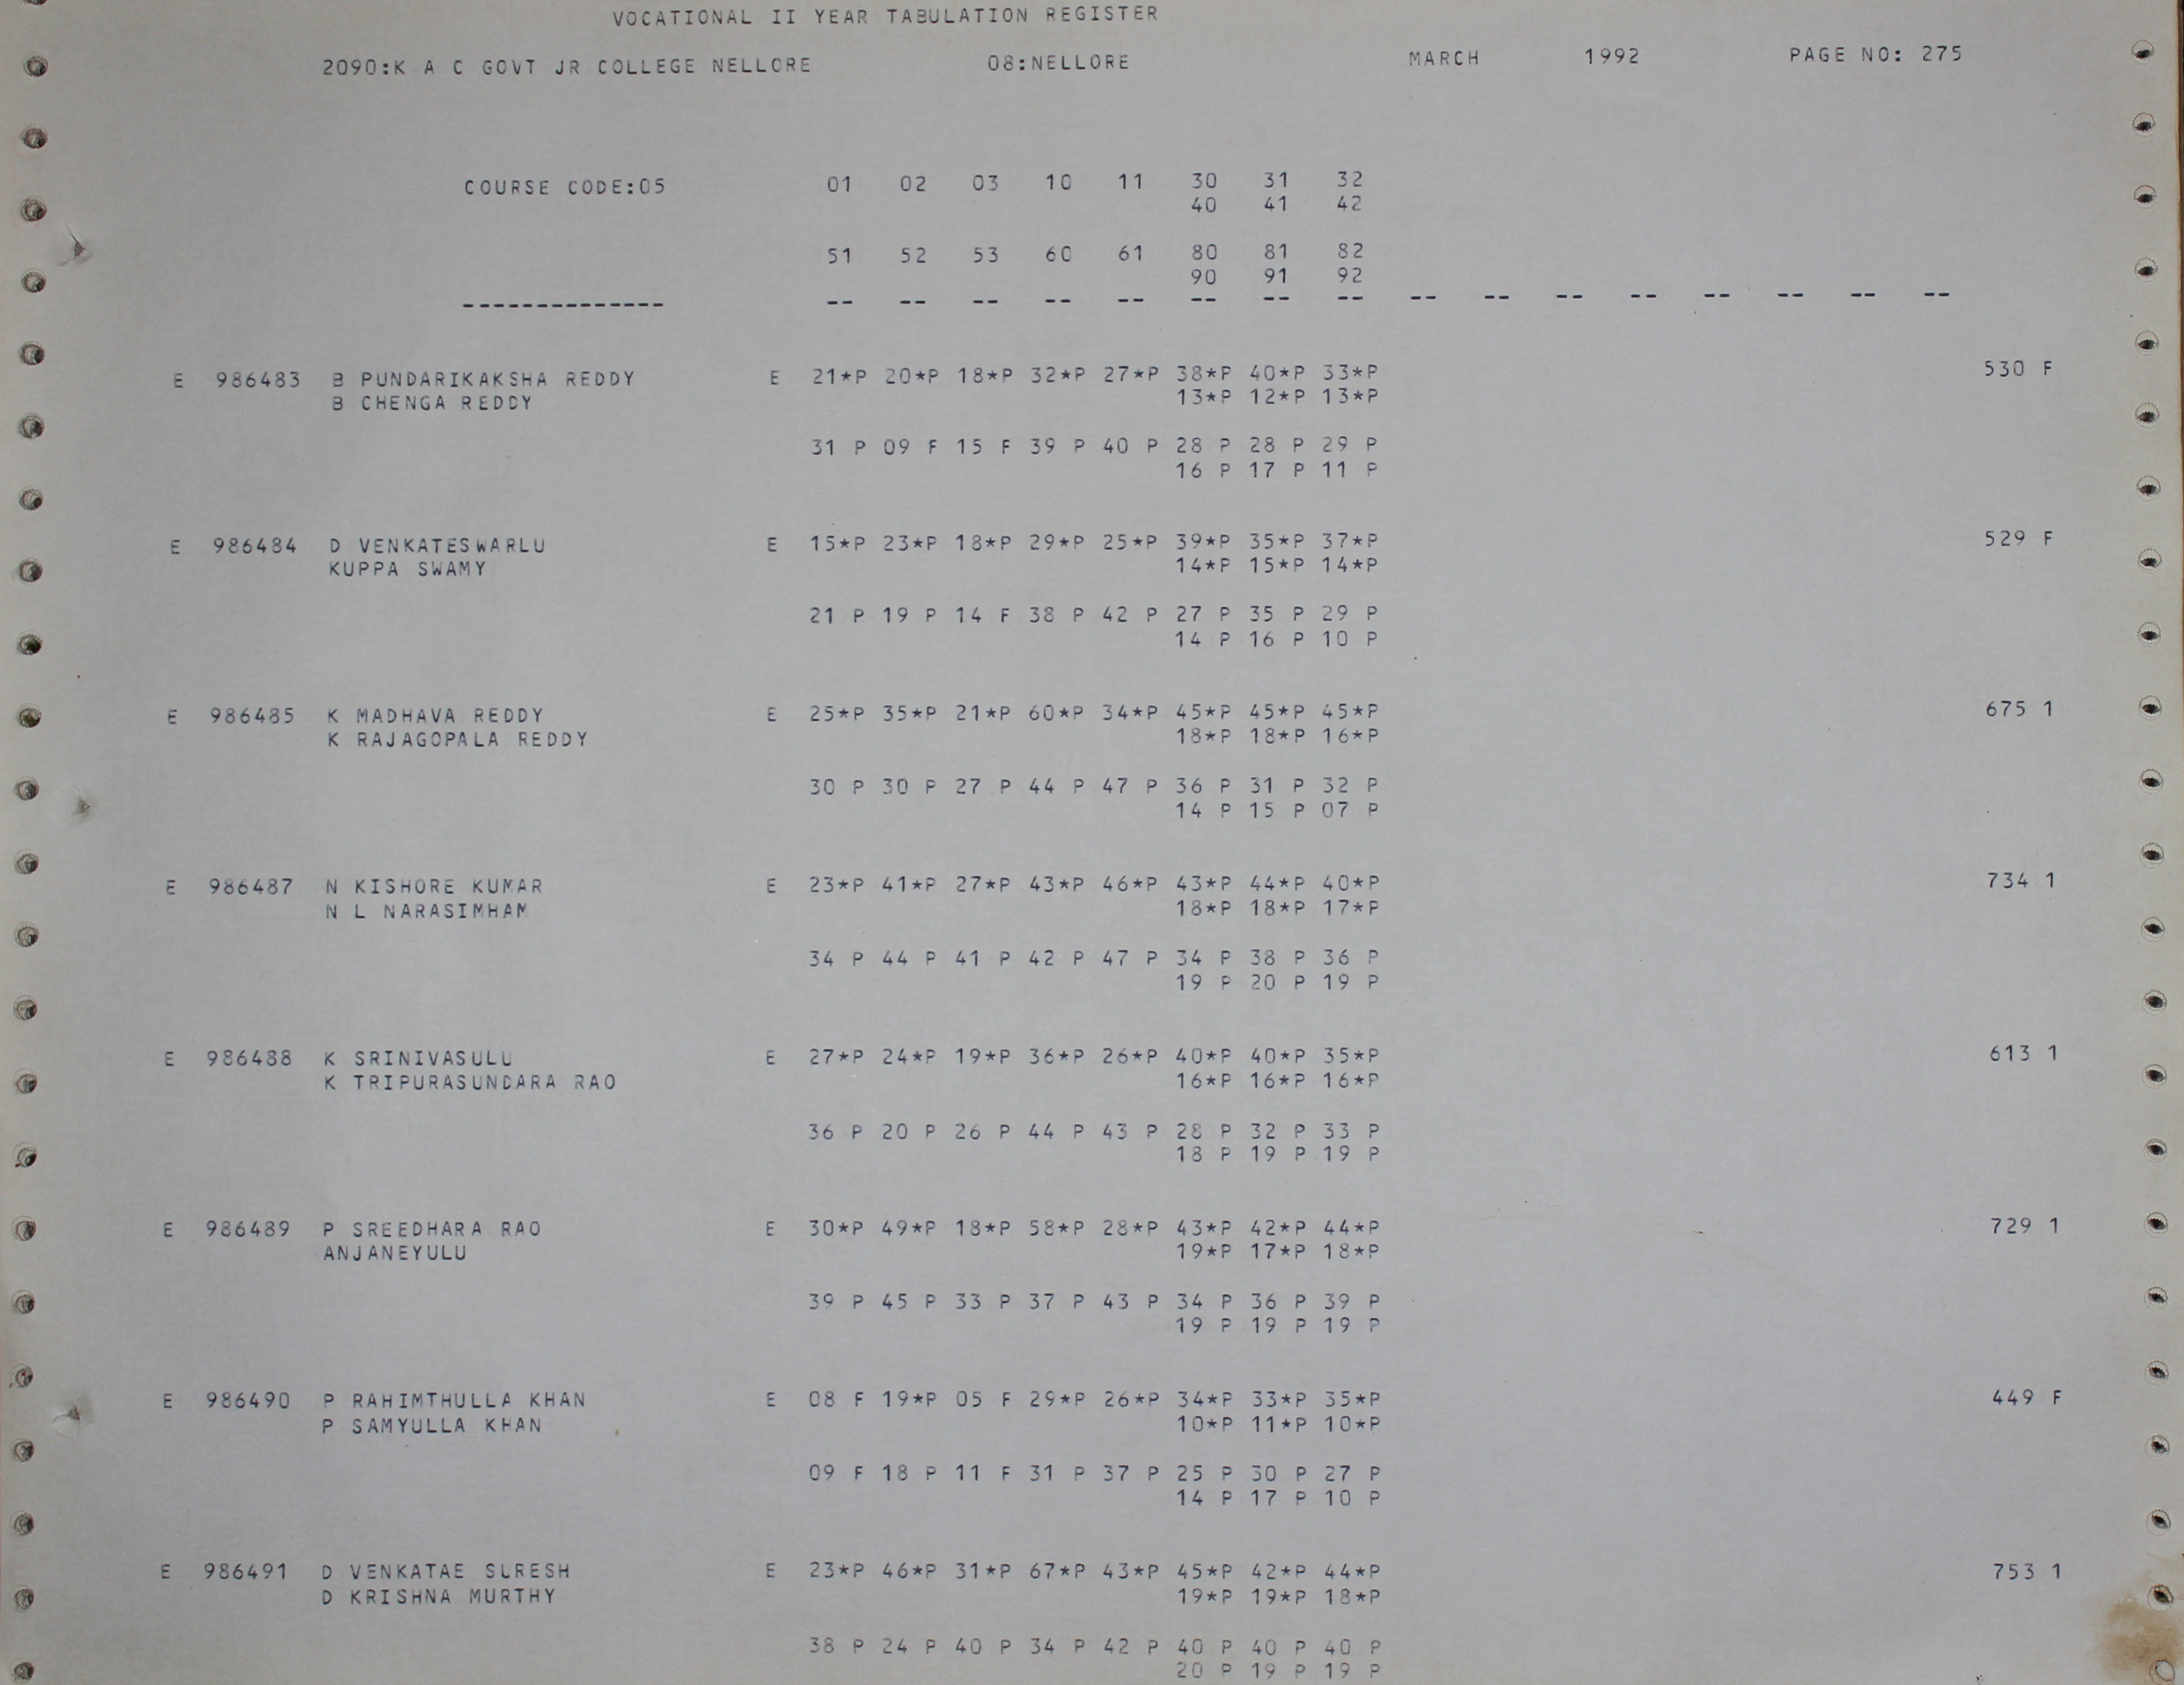 VOCATIONAL II YEAR TABULATION REGISTER
2090:K A C GOVT JR COLLEGE NELLORE 08:NELLORE MARCH 1992 PAGE NO: 275
COURSE CODE:05 01 02 03 10 11 30 31 32
40 41 42
51 52 53 60 61 80 81 82
90 91 92
-------------- -- -- -- -- -- -- -- -- -- -- -- -- -- -- -- --
E 986483 B PUNDARIKAKSHA REDDY E 21*P 20*P 18*P 32*P 27*P 38*P 40*P 33*P 530 F
B CHENGA REDDY 13*P 12*P 13*P
31 P 09 F 15 F 39 P 40 P 28 P 28 P 29 P
16 P 17 P 11 P
E 986484 D VENKATESWARLU E 15*P 23*P 18*P 29*P 25*P 39*P 35*P 37*P 529 F
KUPPA SWAMY 14*P 15*P 14*P
21 P 19 P 14 F 38 P 42 P 27 P 35 P 29 P
14 P 16 P 10 P
E 986485 K MADHAVA REDDY E 25*P 35*P 21*P 60*P 34*P 45*P 45*P 45*P 675 1
K RAJAGOPALA REDDY 18*P 18*P 16*P
30 P 30 P 27 P 44 P 47 P 36 P 31 P 32 P
14 P 15 P 07 P
E 986487 N KISHORE KUMAR E 23*P 41*P 27*P 43*P 46*P 43*P 44*P 40*P 734 1
N L NARASIMHAM 18*P 18*P 17*P
34 P 44 P 41 P 42 P 47 P 34 P 38 P 36 P
19 P 20 P 19 P
E 986488 K SRINIVASULU E 27*P 24*P 19*P 36*P 26*P 40*P 40*P 35*P 613 1
K TRIPURASUNDARA RAO 16*P 16*P 16*P
36 P 20 P 26 P 44 P 43 P 28 P 32 P 33 P
18 P 19 P 19 P
E 986489 P SREEDHARA RAO E 30*P 49*P 18*P 58*P 28*P 43*P 42*P 44*P 729 1
ANJANEYULU 19*P 17*P 18*P
39 P 45 P 33 P 37 P 43 P 34 P 36 P 39 P
19 P 19 P 19 P
E 986490 P RAHIMTHULLA KHAN E 08 F 19*P 05 F 29*P 26*P 34*P 33*P 35*P 449 F
P SAMYULLA KHAN 10*P 11*P 10*P
09 F 18 P 11 F 31 P 37 P 25 P 30 P 27 P
14 P 17 P 10 P
E 986491 D VENKATAE SURESH E 23*P 46*P 31*P 67*P 43*P 45*P 42*P 44*P 753 1
D KRISHNA MURTHY 19*P 19*P 18*P
38 P 24 P 40 P 34 P 42 P 40 P 40 P 40 P
20 P 19 P 19 P